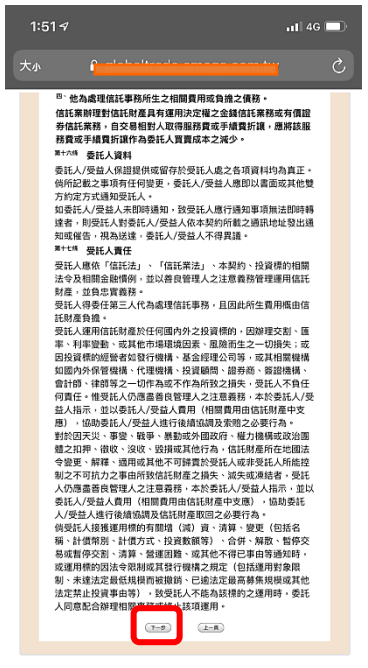 1:51
4G
大小
四、他為處理信託事務所生之相關費用或負擔之債務。
信託業辦理對信託財產具有運用決定權之金錢信託業務或有價證
券信託業務，自交易相對人取得服務費或手續費折讓，應將該服
務費或手續費折讓作為委託人買賣成本之減少。
第十六條 委託人資料
委託人/受益人保證提供或留存於受託人處之各項資料均為真正。
倘所記載之事項有任何變更，委託人/受益人應即以書面或其他雙
方約定方式通知受託人。
如委託人/受益人未即時通知，致受託人應行通知事項無法即時轉
達者，則受託人對委託人/受益人依本契約所載之通訊地址發出通
知或催告，視為送達，委託人/受益人不得異議。
第十七條 受託人責任
受託人應依「信託法」、「信託業法」、本契約、投資標的相關
法令及相關金融慣例，並以善良管理人之注意義務管理運用信託
財產，並負忠實義務。
受託人得委任第三人代為處理信託事務，且因此所生費用概由信
託財產負擔。
受託人運用信託財產於任何國內外之投資標的，因辦理交割、匯
率、利率變動、或其他市場環境因素、風險而生之一切損失；或
因投資標的經營者如發行機構、基金經理公司等，或其相關機構
如國內外保管機構、代理機構、投資顧問、證券商、簽證機構、
會計師、律師等之一切作為或不作為所致之損失，受託人不負任
何責任。惟受託人仍應盡善良管理人之注意義務，本於委託人/受
益人指示，並以委託人/受益人費用（相關費用由信託財產中支
應），協助委託人/受益人進行後續協調及索賠之必要行為。
對於因天災、事變、戰爭、暴動或外國政府、權力機構或政治團
體之扣押、徵收、沒收、毀損或其他行為，信託財產所在地國法
令變更、解釋、適用或其他不可歸責於受託人或非受託人所能控
制之不可抗力之事由所致信託財產之損失、滅失或凍結者，受託
人仍應盡善良管理人之注意義務，本於委託人/受益人指示，並以
委託人/受益人費用（相關費用由信託財產中支應），協助委託
人/受益人進行後續協調及信託財產取回之必要行為。
倘受託人接獲運用標的有關增（減）資、清算、變更（包括名
稱、計價幣別、計價方式、投資數額等）、合併、解散、暫停交
易或暫停交割、清算、營運困難、或其他不得已事由等通知時，
或運用標的因法令限制或其發行機構之規定（包括運用對象限
制、未達法定最低規模而被撤銷、已逾法定最高募集規模或其他
法定禁止投資事由等），致受託人不能為該標的之運用時，委託
人同意配合辦理相關
該項運用。
下一步
上一頁